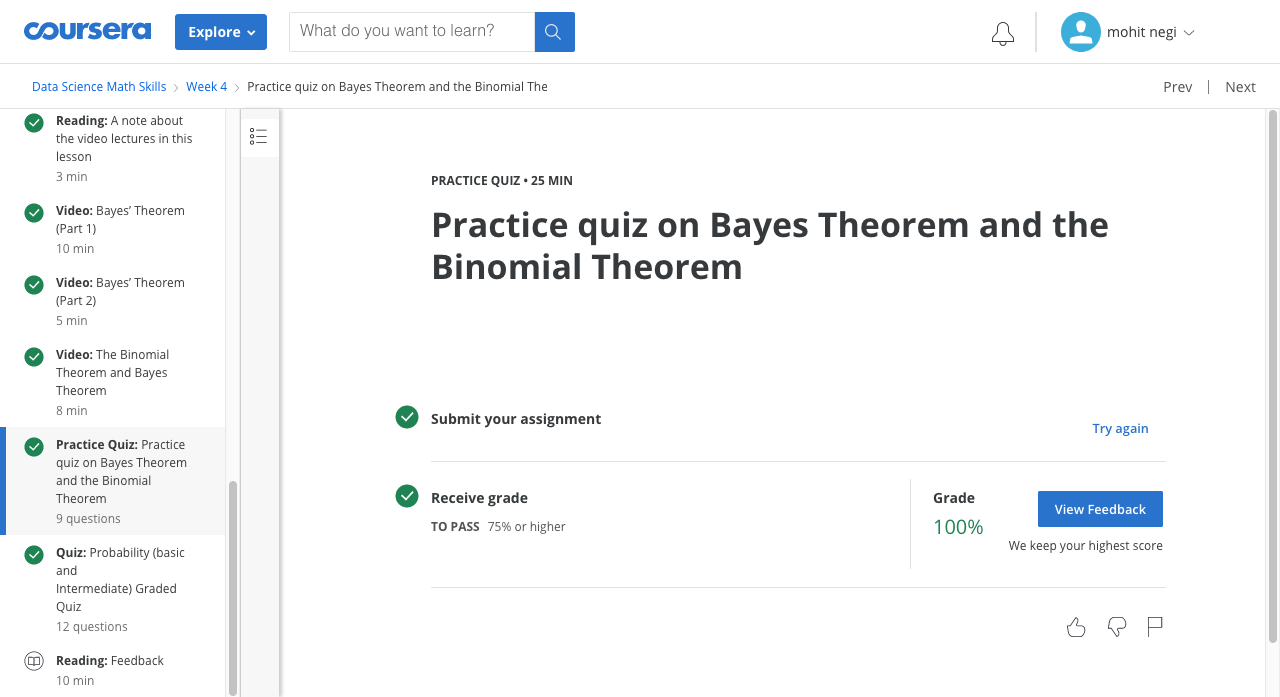 coursera
Explore
What do you want to learn?
mohit negi
Data Science Math Skills
Week 4
Practice quiz on Bayes Theorem and the Binomial The
Prev
Next
Reading: A note about
the video lectures in this
lesson
3 min
Video: Bayes’ Theorem
(Part 1)
10 min
Video: Bayes’ Theorem
(Part 2)
5 min
Video: The Binomial
Theorem and Bayes
Theorem
8 min
Practice Quiz: Practice
quiz on Bayes Theorem
and the Binomial
Theorem
9 questions
Quiz: Probability (basic
and
Intermediate) Graded
Quiz
12 questions
Reading: Feedback
10 min
PRACTICE QUIZ • 25 MIN
Practice quiz on Bayes Theorem and the
Binomial Theorem
Submit your assignment
Try again
Receive grade
TO PASS 75% or higher
Grade
100%
View Feedback
We keep your highest score